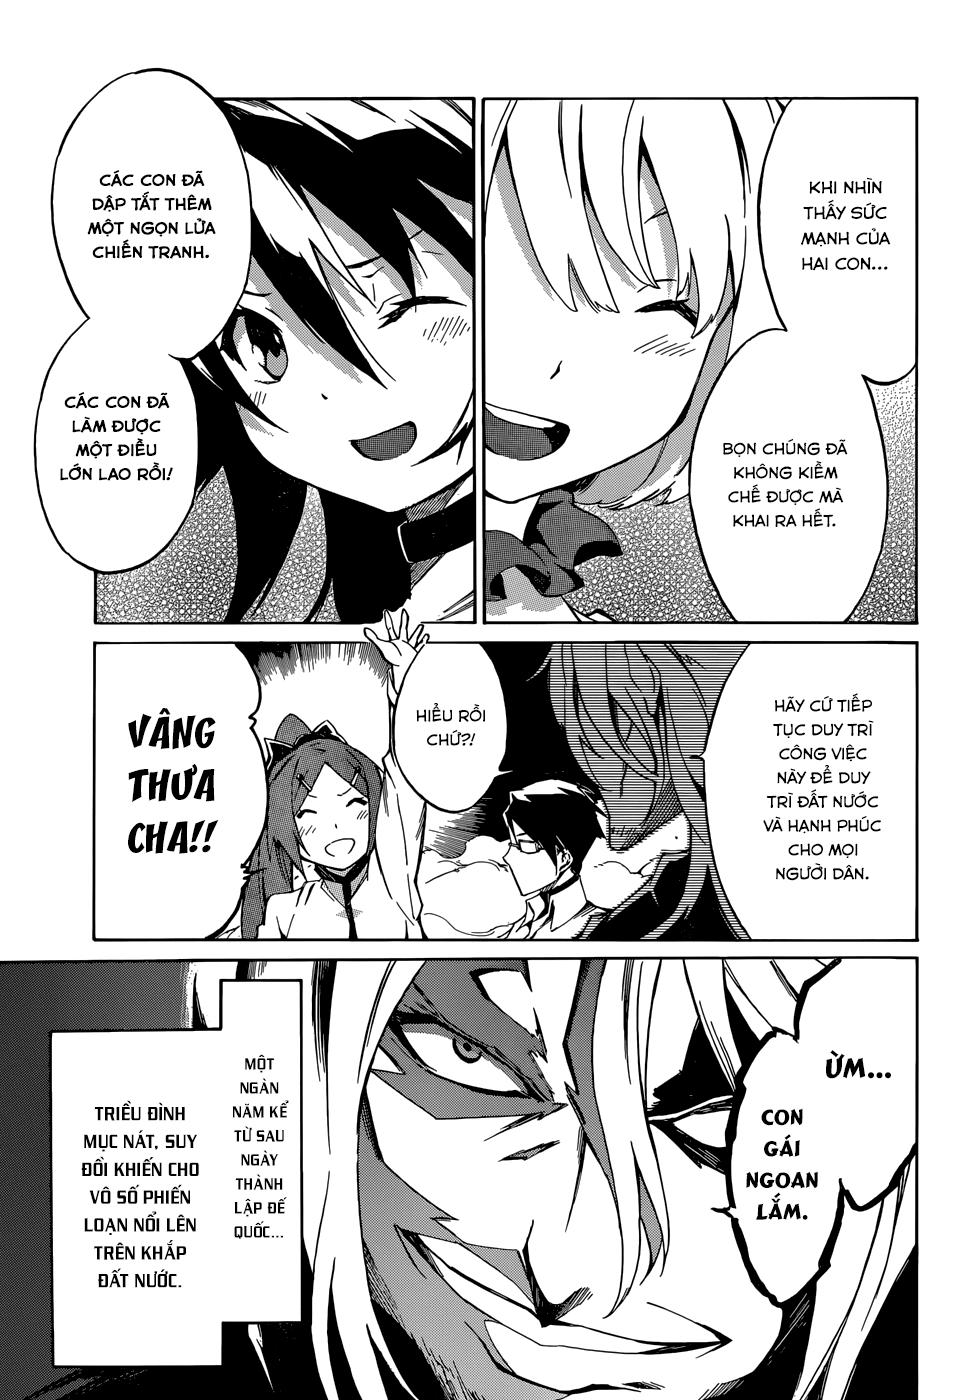 KHI NHÌN
THẤY SỨC
MẠNH CỦA
HAI CON...
BỌN CHÚNG ĐÃ
KHÔNG KIỀM
CHẾ ĐƯỢC MÀ
KHAI RA HẾT.
CÁC CON ĐÃ
DẬP TẮT THÊM
MỘT NGỌN LỬA
CHIẾN TRANH.
CÁC CON ĐÃ
LÀM ĐƯỢC
MỘT ĐIỀU
LỚN LAO RỒI!
HÃY CỨ TIẾP
TỤC DUY TRÌ
CÔNG VIỆC
NÀY ĐỂ DUY
TRÌ ĐẤT NƯỚC
VÀ HẠNH PHÚC
CHO MỌI
NGƯỜI DÂN.
HIỂU RỒI
CHỨ?!
VÂNG
THƯA
CHA!!
ỪM...
CON
GÁI
NGOAN
LẮM.
MỘT
NGÀN
NĂM KỂ
TỪ SAU
NGÀY
THÀNH
LẬP ĐẾ
QUỐC...
TRIỀU ĐÌNH
MỤC NÁT, SUY
ĐỒI KHIẾN CHO
VÔ SỐ PHIẾN
LOẠN NỔI LÊN
TRÊN KHẮP
ĐẤT NƯỚC.